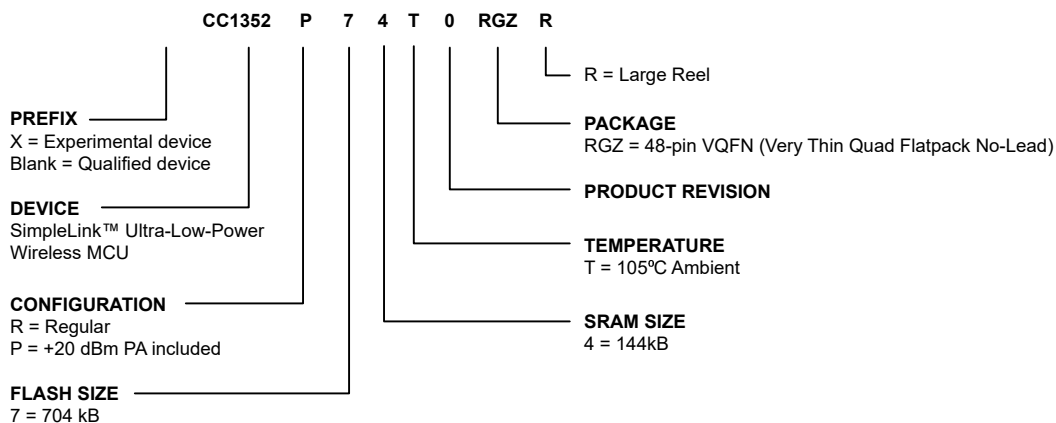 CC1352 P 7 4 T 0 RGZ R
PREFIX
X = Experimental device
Blank = Qualified device
DEVICE
SimpleLink™ Ultra-Low-Power
Wireless MCU
CONFIGURATION
R = Regular
P = +20 dBm PA included
FLASH SIZE
7 = 704 kB
R = Large Reel
PACKAGE
RGZ = 48-pin VQFN (Very Thin Quad Flatpack No-Lead)
PRODUCT REVISION
TEMPERATURE
T = 105ºC Ambient
SRAM SIZE
4 = 144kB